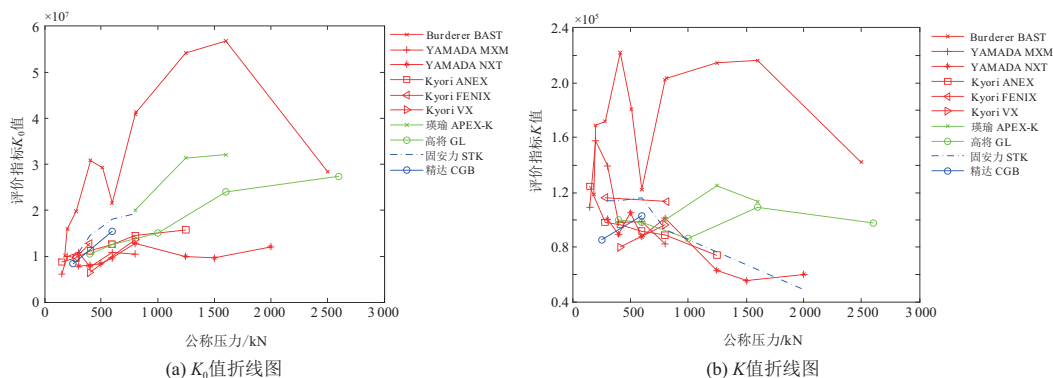 ×10⁷
6
5
4
3
2
1
0
评价指标K₀值
0
500
1 000
1 500
2 000
2 500
3 000
公称压力/kN
Burderer BAST
YAMADA MXM
YAMADA NXT
Kyori ANEX
Kyori FENIX
Kyori VX
瑛瑜 APEX-K
高将 GL
固安力 STK
精达 CGB
(a) K₀值折线图
×10⁵
2.4
2.0
1.6
1.2
0.8
0.4
评价指标K值
0
500
1 000
1 500
2 000
2 500
3 000
公称压力/kN
Burderer BAST
YAMADA MXM
YAMADA NXT
Kyori ANEX
Kyori FENIX
Kyori VX
瑛瑜 APEX-K
高将 GL
固安力 STK
精达 CGB
(b) K值折线图